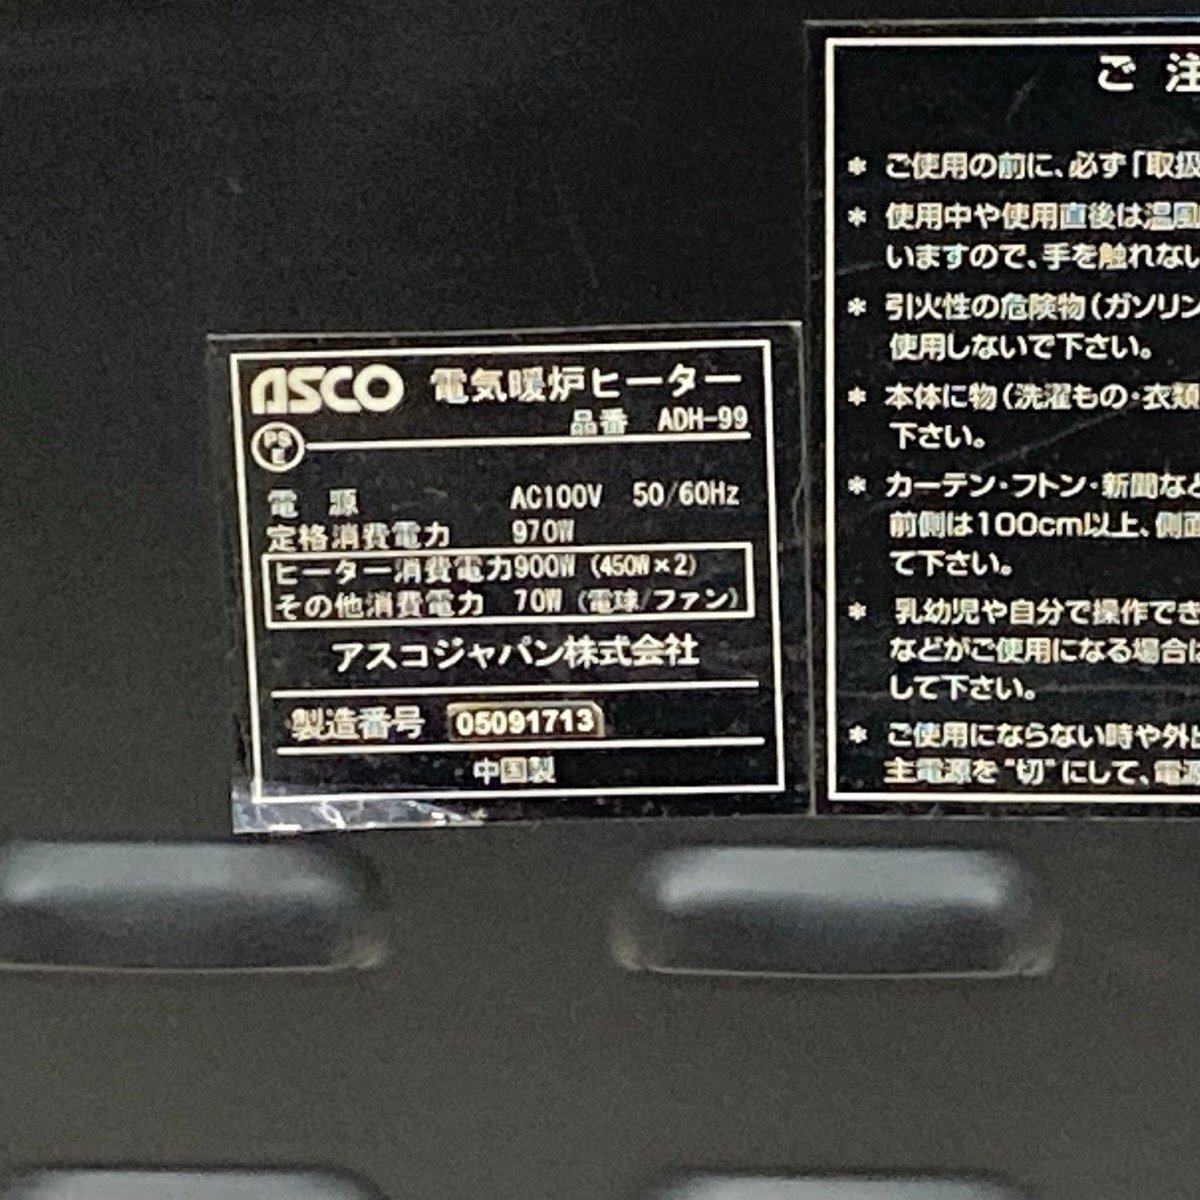 ASCO 電気暖炉ヒーター
品番 ADH-99
PS
E
電 源 AC100V 50/60Hz
定格消費電力 970W
ヒーター消費電力900W (450W×2)
その他消費電力 70W (電球/ファン)
アスコジャパン株式会社
製造番号 05091713
中国製
ご 注
* ご使用の前に、必ず「取扱
* 使用中や使用直後は温風
いますので、手を触れない
* 引火性の危険物(ガソリン
使用しないで下さい。
* 本体に物(洗濯もの・衣類
下さい。
* カーテン・フトン・新聞など
前側は100cm以上、側面
て下さい。
* 乳幼児や自分で操作でき
などがご使用になる場合は
して下さい。
* ご使用にならない時や外出
主電源を"切"にして、電源